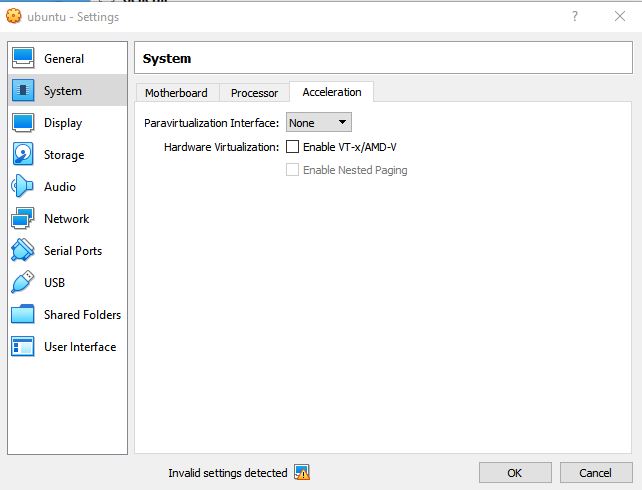 ubuntu - Settings
General
System
Display
Storage
Audio
Network
Serial Ports
USB
Shared Folders
User Interface
System
Motherboard Processor Acceleration
Paravirtualization Interface: None
Hardware Virtualization: Enable VT-x/AMD-V
Enable Nested Paging
Invalid settings detected
OK Cancel